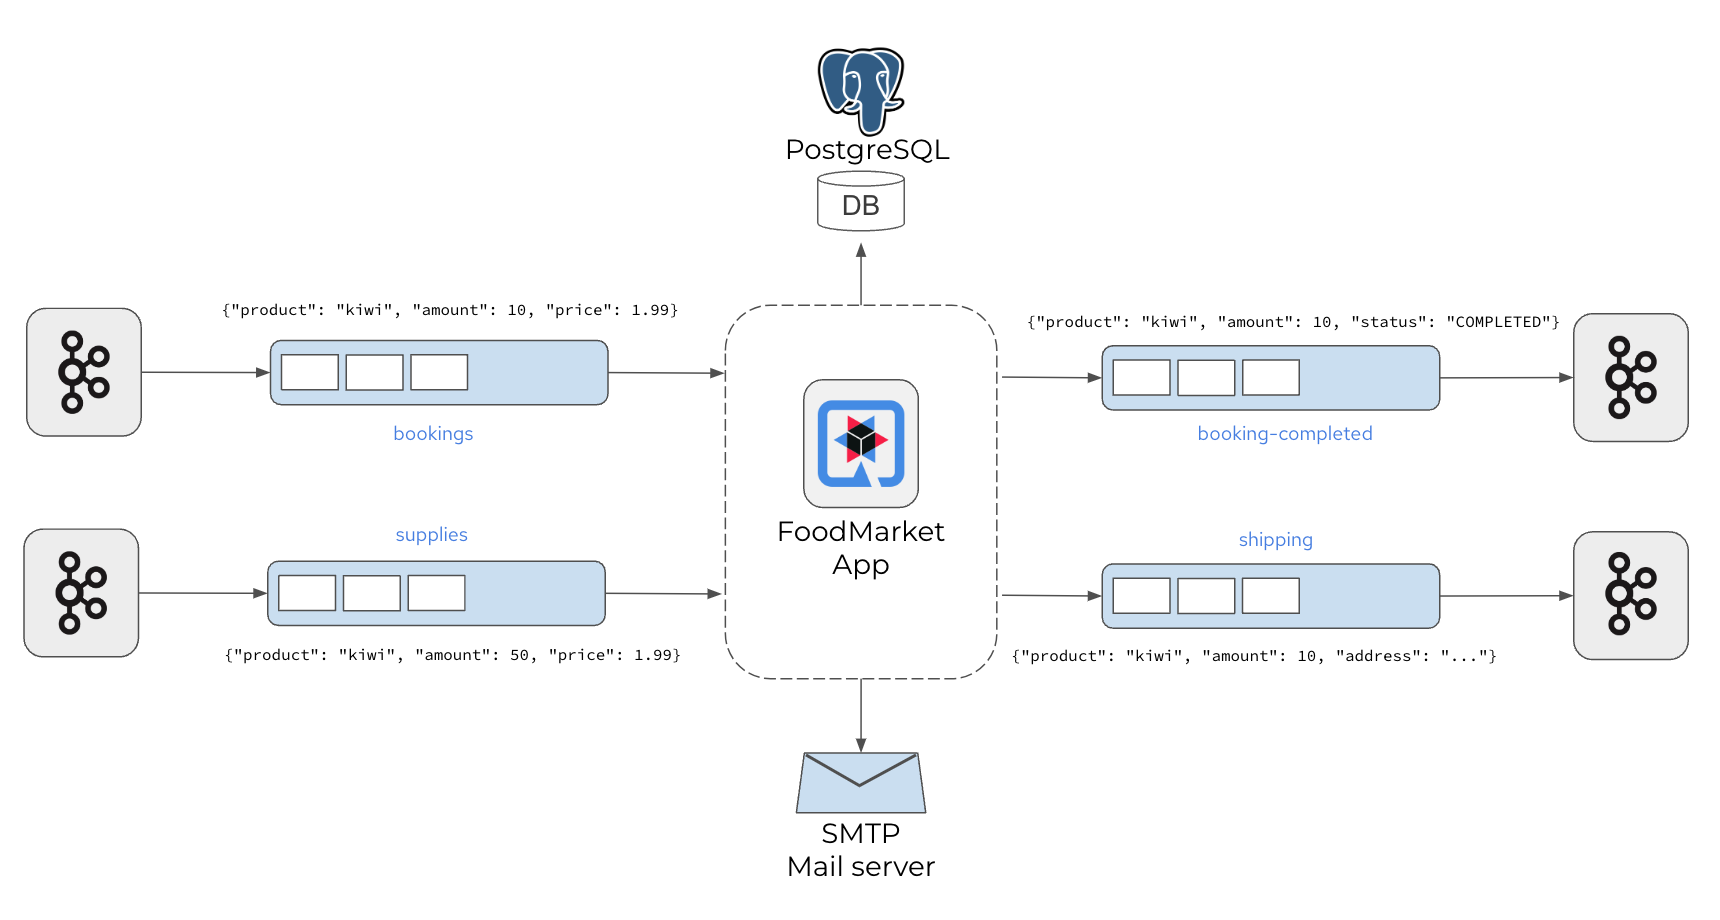 PostgreSQL
DB
{"product": "kiwi", "amount": 10, "price": 1.99}
bookings
{"product": "kiwi", "amount": 10, "status": "COMPLETED"}
booking-completed
FoodMarket
App
supplies
{"product": "kiwi", "amount": 50, "price": 1.99}
shipping
{"product": "kiwi", "amount": 10, "address": "..."}
SMTP
Mail server